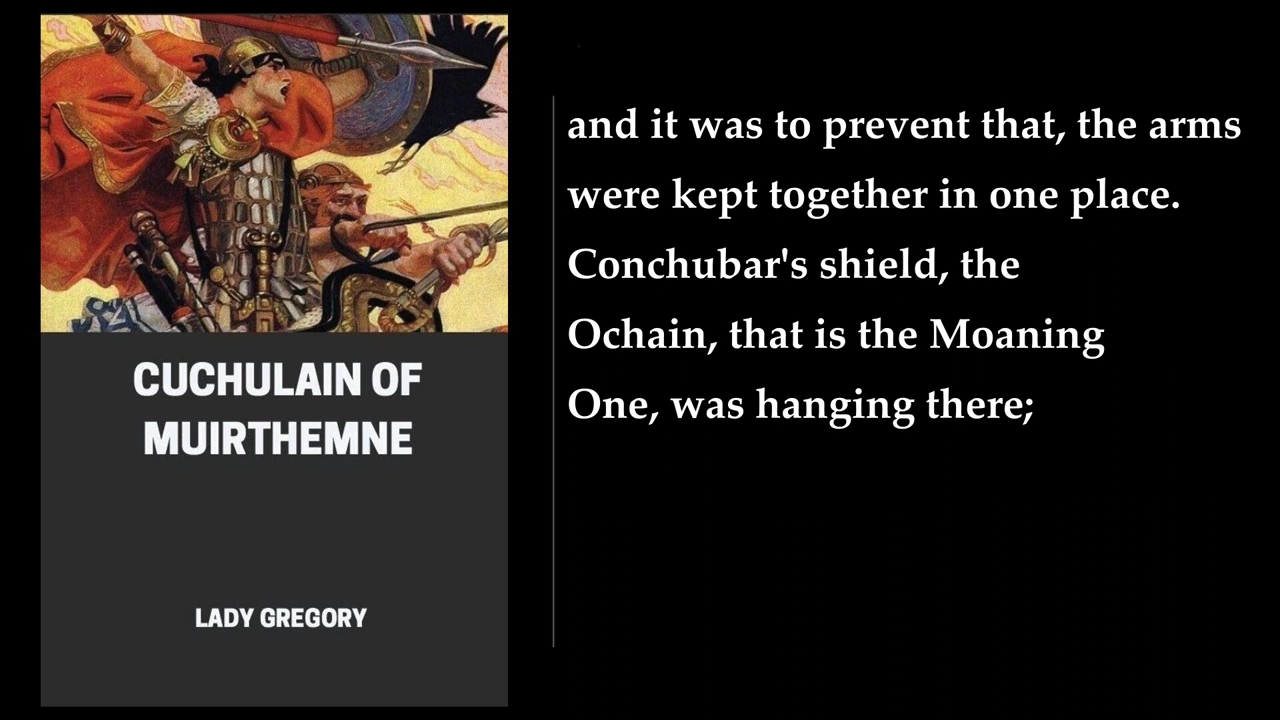 CUCHULAIN OF
MUIRTHEMNE
LADY GREGORY
and it was to prevent that, the arms
were kept together in one place.
Conchubar's shield, the
Ochain, that is the Moaning
One, was hanging there;